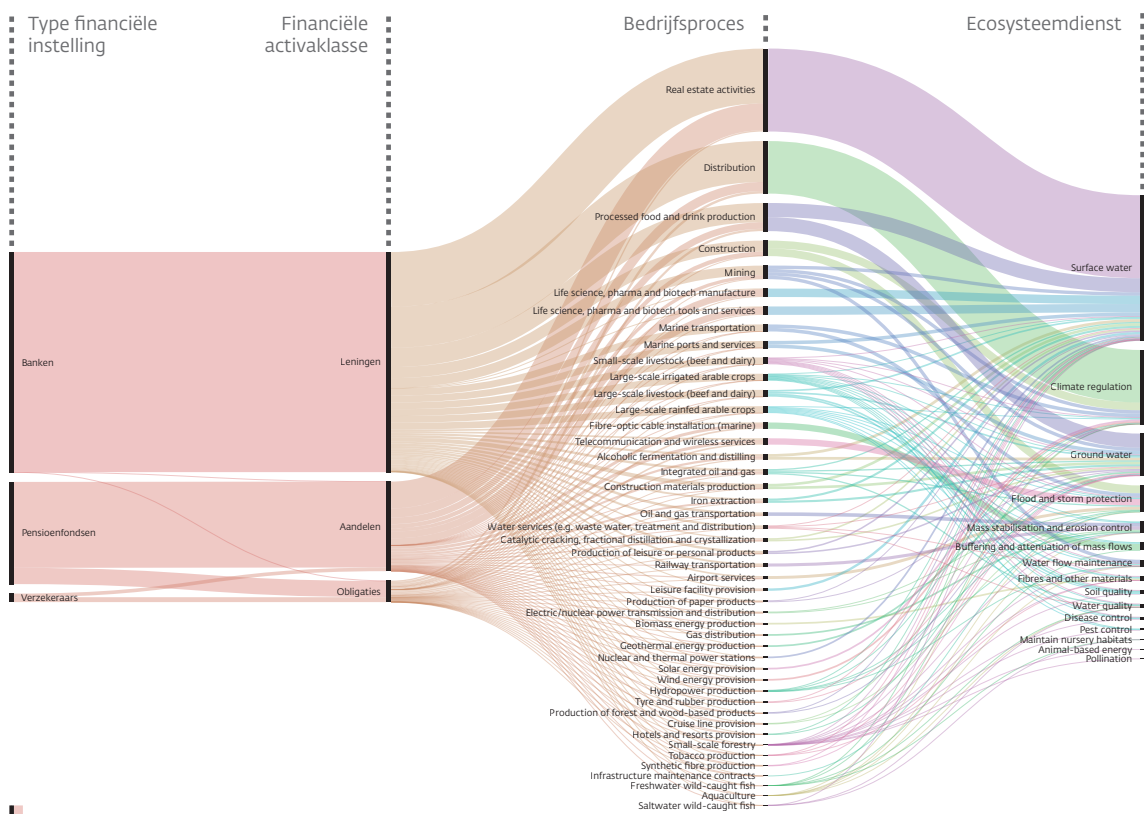 Type financiële
instelling
Financiële
activaklasse
Bedrijfsproces
Ecosysteemdienst
Banken
Pensioenfondsen
Verzekeraars
Leningen
Aandelen
Obligaties
Real estate activities
Distribution
Processed food and drink production
Construction
Mining
Life science, pharma and biotech manufacture
Life science, pharma and biotech tools and services
Marine transportation
Marine ports and services
Small-scale livestock (beef and dairy)
Large-scale irrigated arable crops
Large-scale livestock (beef and dairy)
Large-scale rainfed arable crops
Fibre-optic cable installation (marine)
Telecommunication and wireless services
Alcoholic fermentation and distilling
Integrated oil and gas
Construction materials production
Iron extraction
Oil and gas transportation
Water services (e.g. waste water, treatment and distribution)
Catalytic cracking, fractional distillation and crystallization
Production of leisure or personal products
Railway transportation
Airport services
Leisure facility provision
Production of paper products
Electric/nuclear power transmission and distribution
Biomass energy production
Gas distribution
Geothermal energy production
Nuclear and thermal power stations
Solar energy provision
Wind energy provision
Hydropower production
Tyre and rubber production
Production of forest and wood-based products
Cruise line provision
Hotels and resorts provision
Small-scale forestry
Tobacco production
Synthetic fibre production
Infrastructure maintenance contracts
Freshwater wild-caught fish
Aquaculture
Saltwater wild-caught fish
Surface water
Climate regulation
Ground water
Flood and storm protection
Mass stabilisation and erosion control
Buffering and attenuation of mass flows
Water flow maintenance
Fibres and other materials
Soil quality
Water quality
Disease control
Pest control
Maintain nursery habitats
Animal-based energy
Pollination